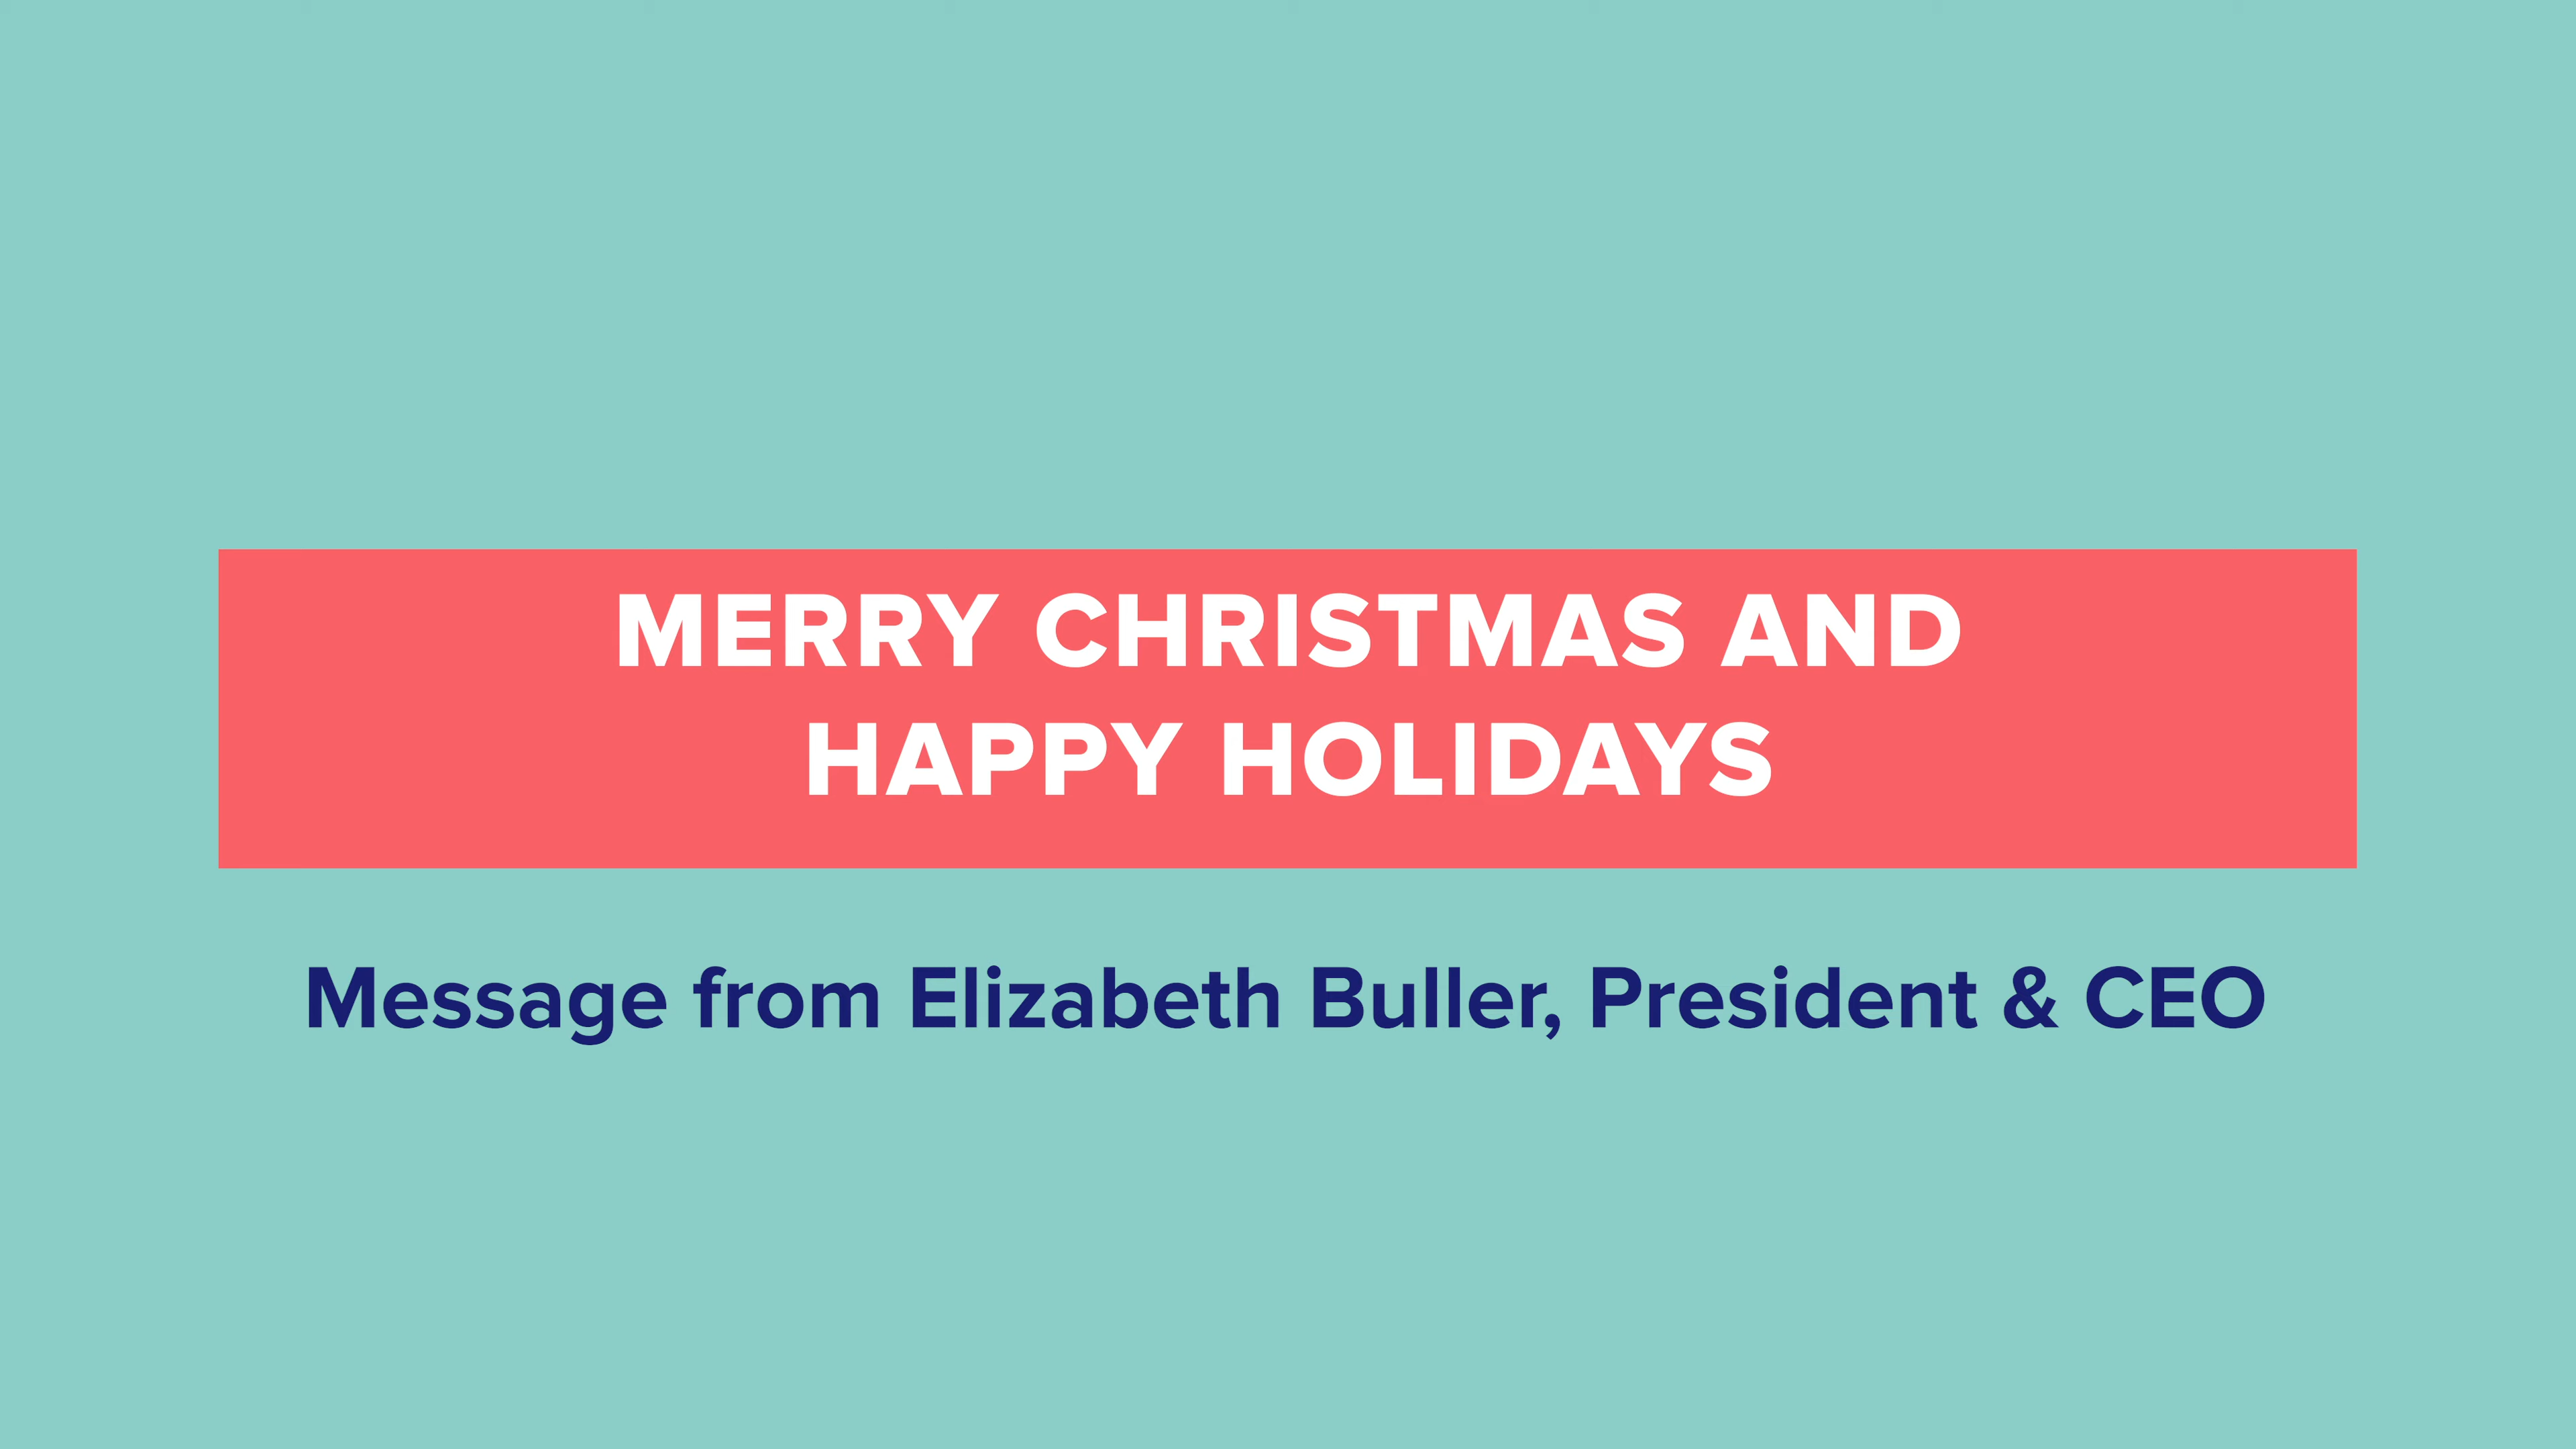 MERRY CHRISTMAS AND
HAPPY HOLIDAYS
Message from Elizabeth Buller, President & CEO